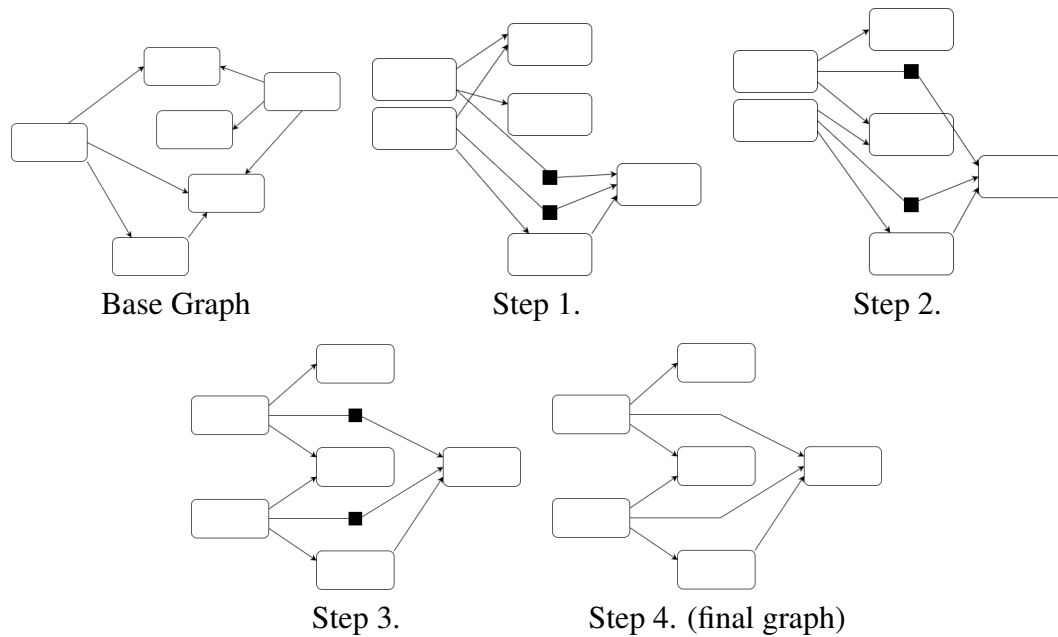 Base Graph
Step 1.
Step 2.
Step 3.
Step 4. (final graph)